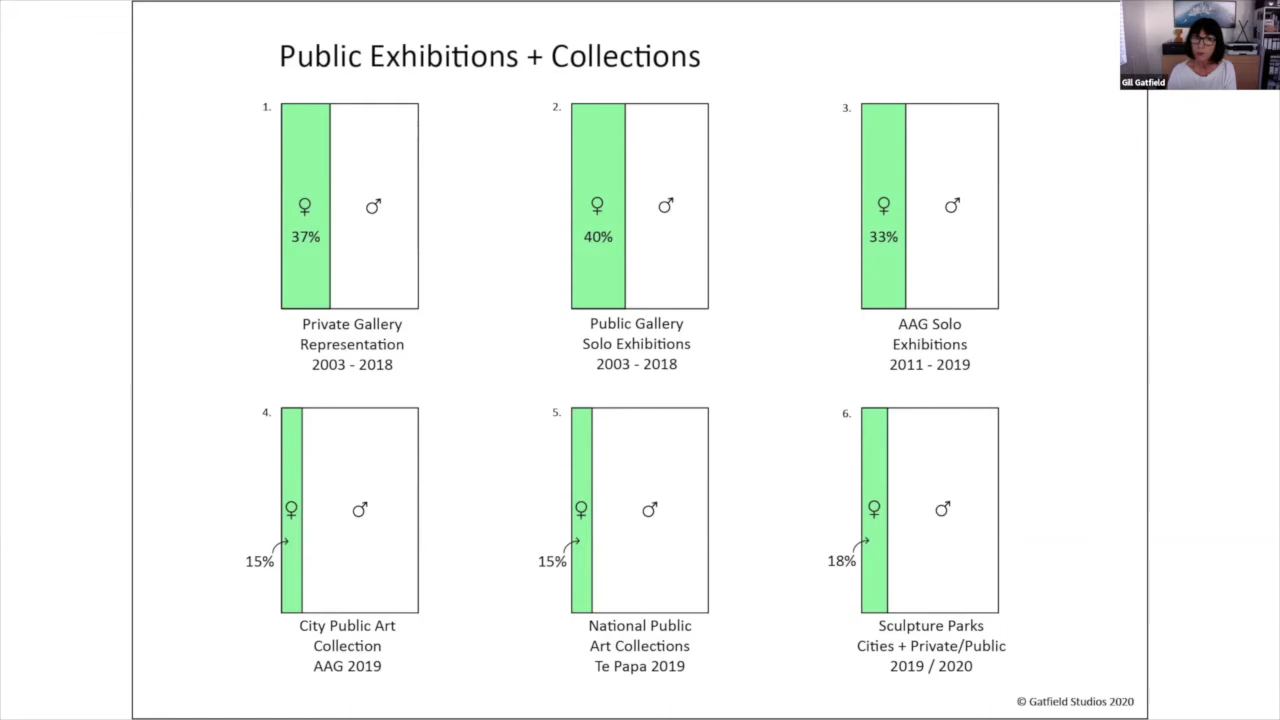 Public Exhibitions + Collections
Gill Gatfield
1.
2.
3.
♀
♂
♀
♂
♀
♂
37%
40%
33%
Private Gallery
Representation
2003 - 2018
Public Gallery
Solo Exhibitions
2003 - 2018
AAG Solo
Exhibitions
2011 - 2019
4.
5.
6.
♀
♂
♀
♂
♀
♂
15%
15%
18%
City Public Art
Collection
AAG 2019
National Public
Art Collections
Te Papa 2019
Sculpture Parks
Cities + Private/Public
2019 / 2020
© Gatfield Studios 2020